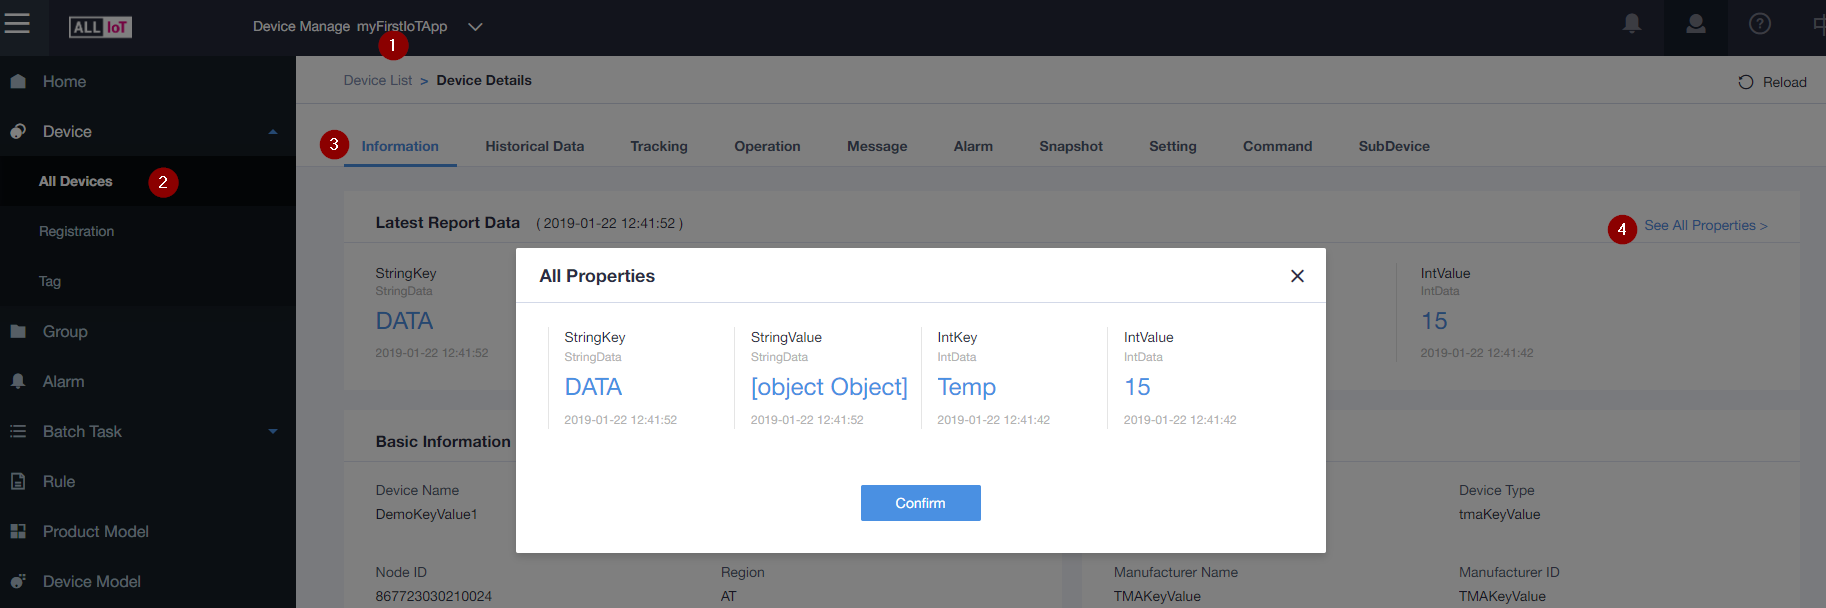 ALL IoT
Device Manage myFirstIoTApp
1
Home
Device
All Devices
2
Registration
Tag
Group
Alarm
Batch Task
Rule
Product Model
Device Model
Device List > Device Details
Reload
3
Information Historical Data Tracking Operation Message Alarm Snapshot Setting Command SubDevice
Latest Report Data ( 2019-01-22 12:41:52 )
4 See All Properties >
StringKey
StringData
DATA
2019-01-22 12:41:52
IntValue
IntData
15
2019-01-22 12:41:42
All Properties
StringKey
StringData
DATA
2019-01-22 12:41:52
StringValue
StringData
[object Object]
2019-01-22 12:41:52
IntKey
IntData
Temp
2019-01-22 12:41:42
IntValue
IntData
15
2019-01-22 12:41:42
Confirm
Basic Information
Device Name
DemoKeyValue1
Device Type
tmaKeyValue
Node ID
867723030210024
Region
AT
Manufacturer Name
TMAKeyValue
Manufacturer ID
TMAKeyValue